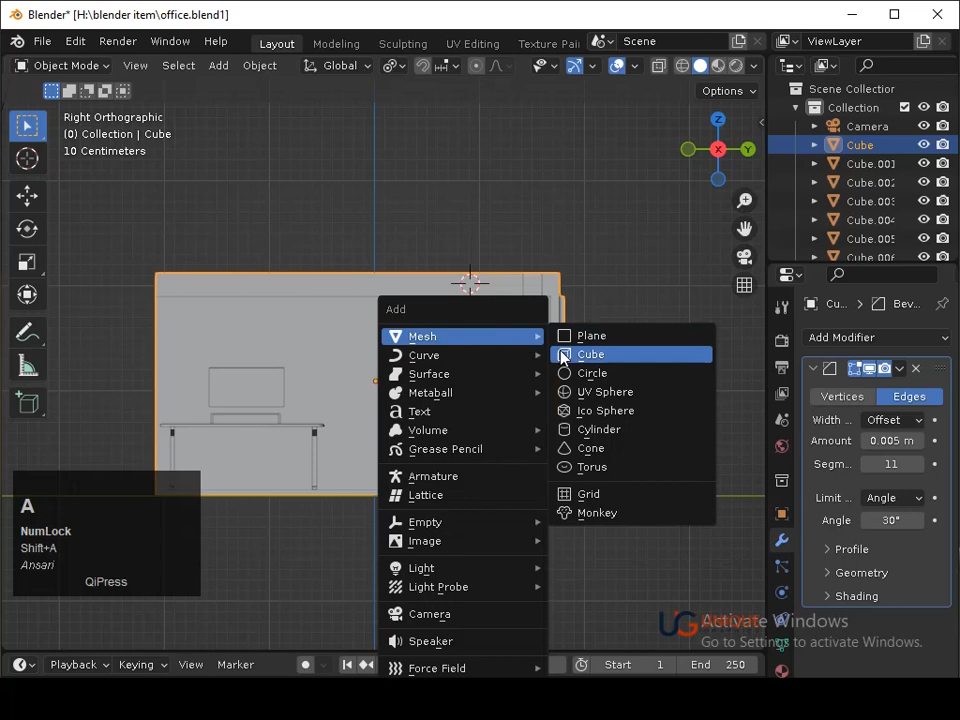 Blender* [H:\blender item\office.blend1]
File Edit Render Window Help Layout Modeling Sculpting UV Editing Texture Pai Scene ViewLayer
Object Mode View Select Add Object Global
Options
Right Orthographic
(0) Collection | Cube
10 Centimeters
Z
X
Y
Scene Collection
Collection
Camera
Cube
Cube.001
Cube.002
Cube.003
Cube.004
Cube.005
Cube.006
Add
Mesh
Curve
Surface
Metaball
Text
Volume
Grease Pencil
Armature
Lattice
Empty
Image
Light
Light Probe
Camera
Speaker
Force Field
Plane
Cube
Circle
UV Sphere
Ico Sphere
Cylinder
Cone
Torus
Grid
Monkey
Cu... Bev...
Add Modifier
Vertices Edges
Width ... Offset
Amount 0.005 m
Segm... 11
Limit ... Angle
Angle 30°
Profile
Geometry
Shading
A
NumLock
Shift+A
Ansari
QiPress
Activate Windows
Go to Settings to activate Windows.
Playback Keying View Marker Start 1 End 250